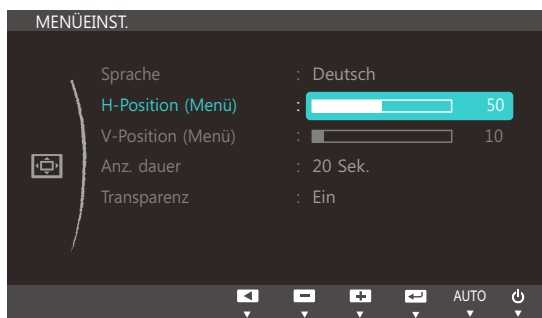 MENÜEINST.
Sprache : Deutsch
H-Position (Menü) : 50
V-Position (Menü) : 10
Anz. dauer : 20 Sek.
Transparenz : Ein
AUTO